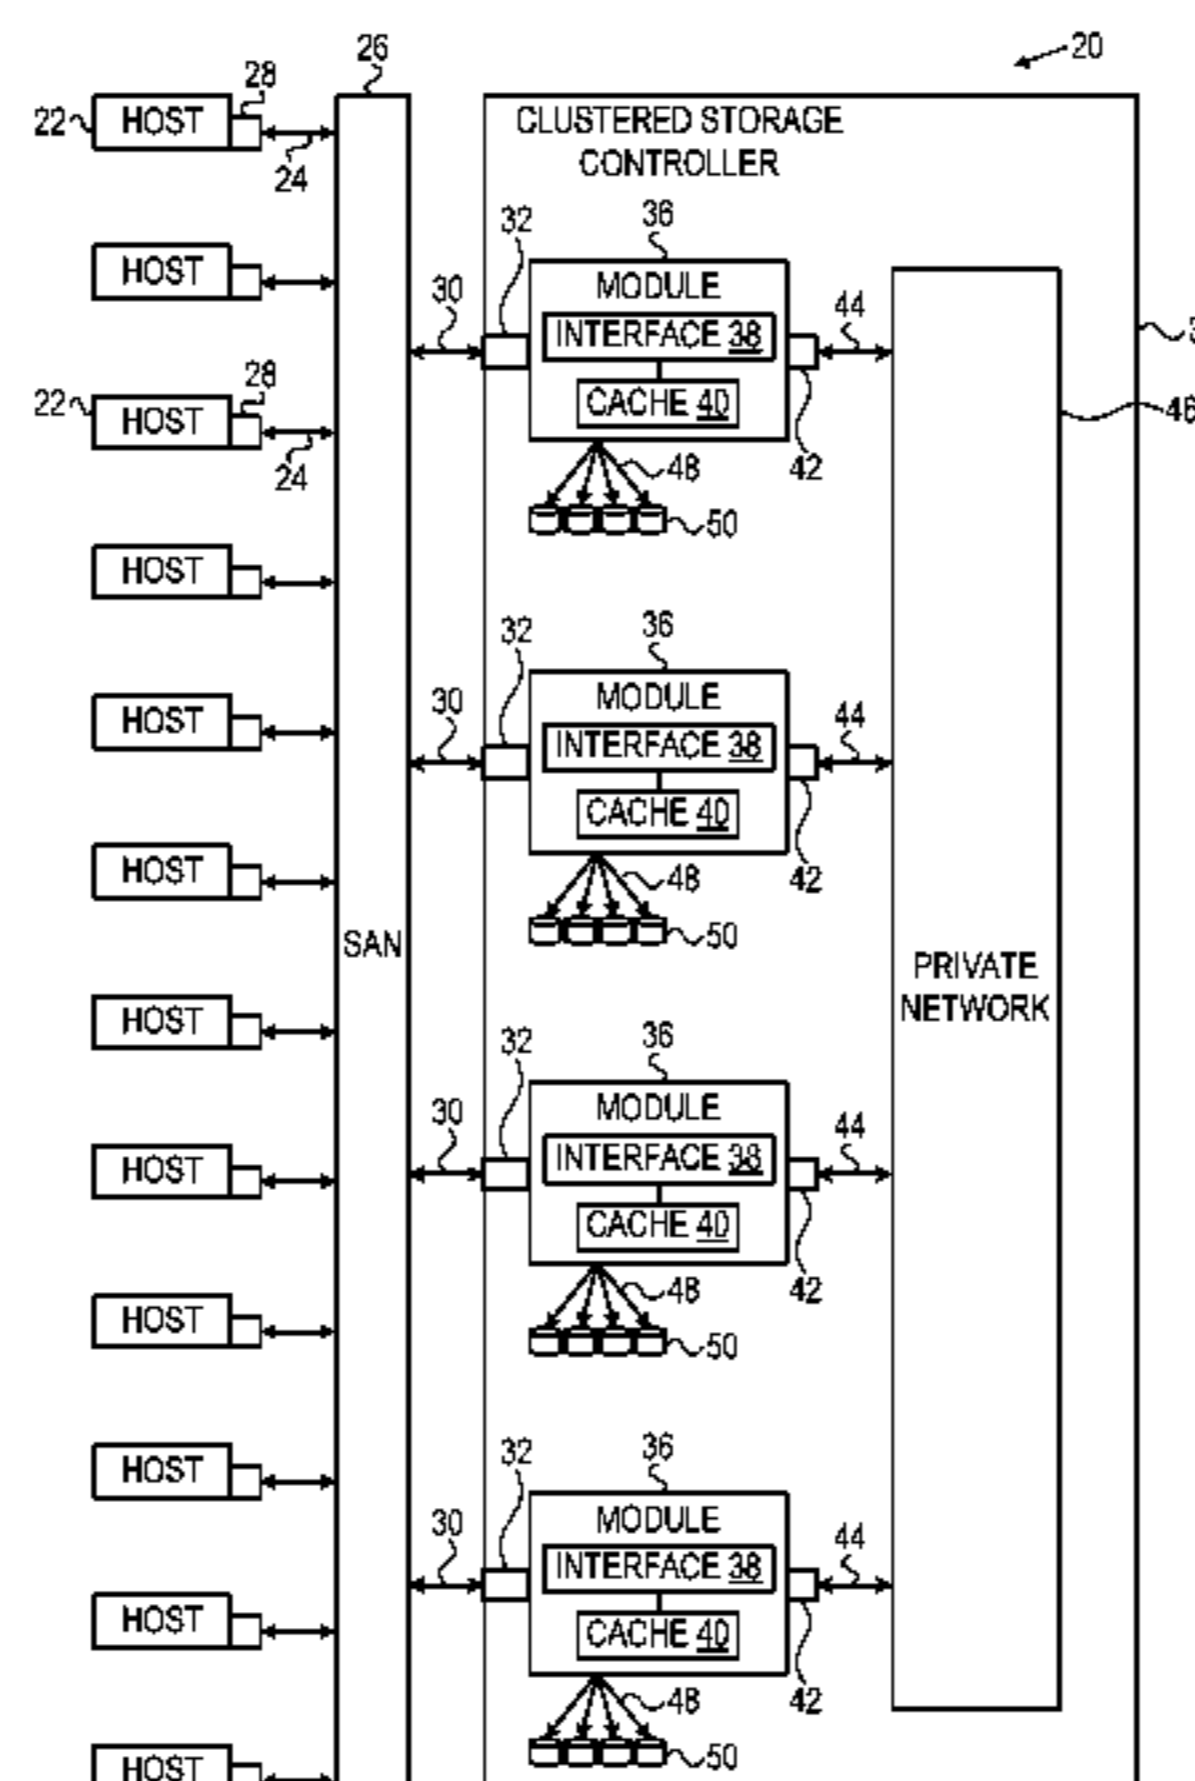 20
26
28
22 HOST
24
CLUSTERED STORAGE
CONTROLLER
HOST
32
36
30
MODULE
INTERFACE 38
CACHE 40
44
42
48
50
46
28
22 HOST
24
HOST
HOST
32
36
30
MODULE
INTERFACE 38
CACHE 40
44
42
48
50
HOST
SAN
PRIVATE
NETWORK
HOST
32
36
30
MODULE
INTERFACE 38
CACHE 40
44
42
48
50
HOST
HOST
HOST
32
36
30
MODULE
INTERFACE 38
CACHE 40
44
42
48
50
HOST
HOST